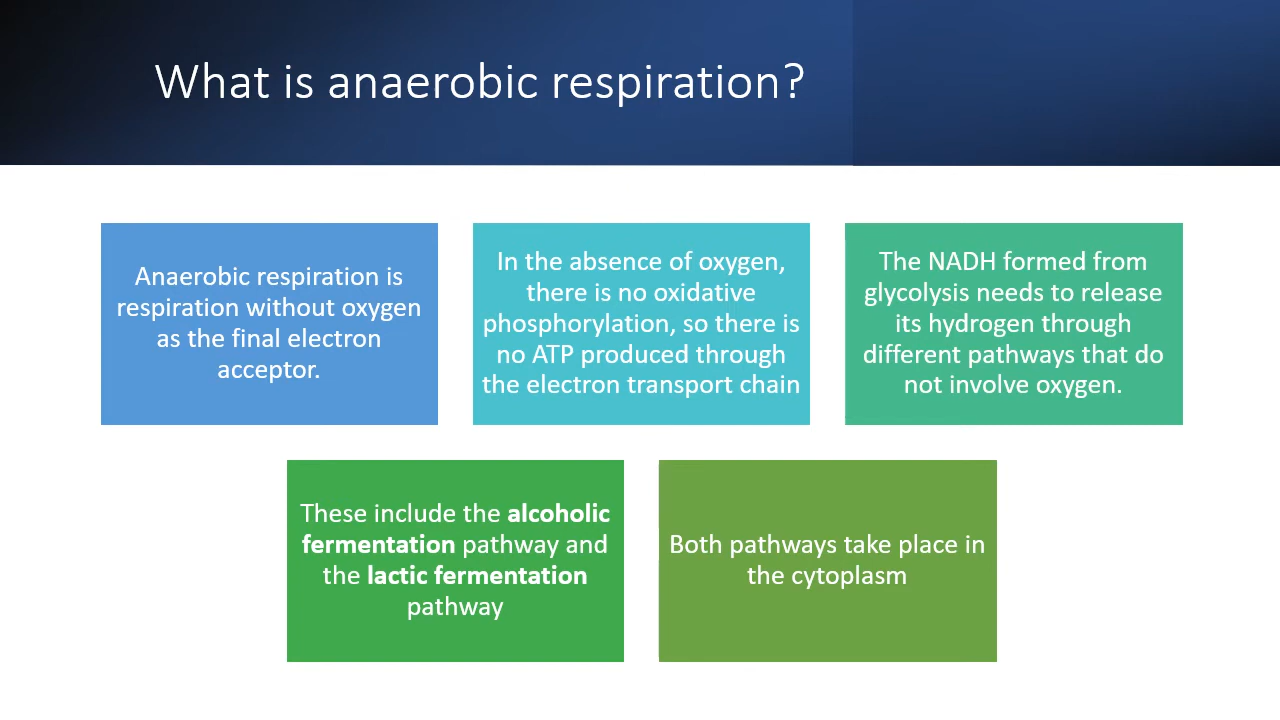 What is anaerobic respiration?
Anaerobic respiration is
respiration without oxygen
as the final electron
acceptor.
In the absence of oxygen,
there is no oxidative
phosphorylation, so there is
no ATP produced through
the electron transport chain
The NADH formed from
glycolysis needs to release
its hydrogen through
different pathways that do
not involve oxygen.
These include the alcoholic
fermentation pathway and
the lactic fermentation
pathway
Both pathways take place in
the cytoplasm